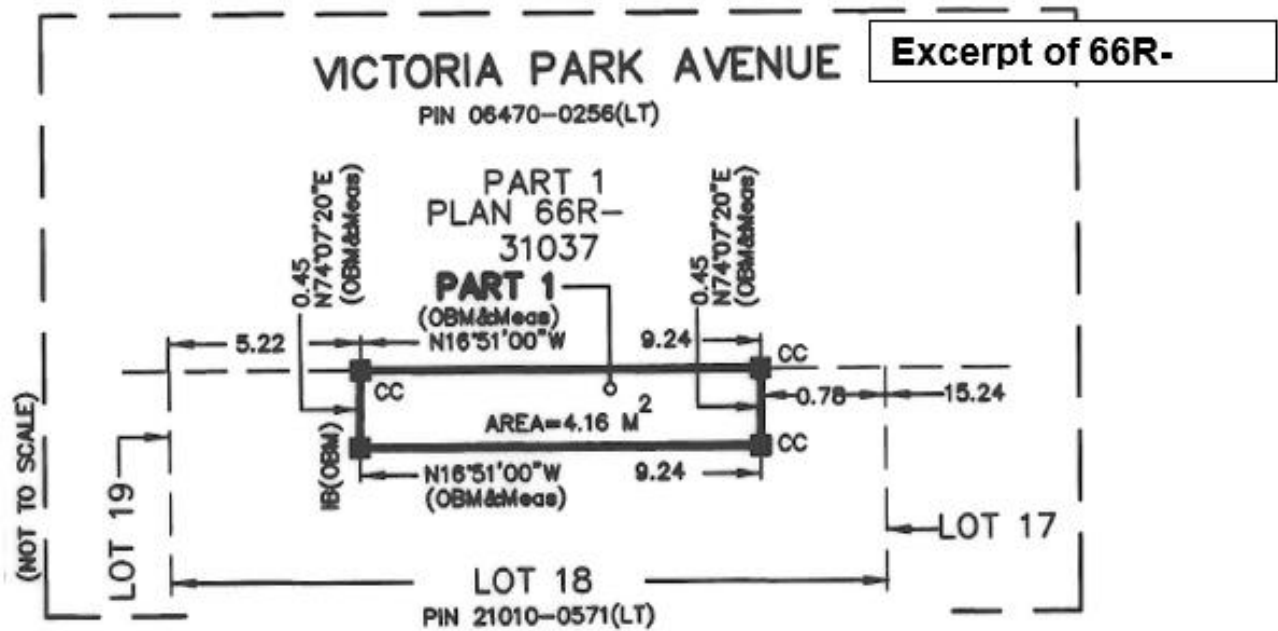 Excerpt of 66R-
VICTORIA PARK AVENUE
PIN 06470-0256(LT)
PART 1
PLAN 66R-
31037
PART 1
(OBM&Meas)
N16°51'00"W
9.24
0.45
N74°07'20"E
(OBM&Meas)
0.45
N74°07'20"E
(OBM&Meas)
5.22
CC
CC
0.78
15.24
AREA=4.16 M2
IB(OBM)
CC
N16°51'00"W
9.24
(OBM&Meas)
(NOT TO SCALE)
LOT 19
LOT 17
LOT 18
PIN 21010-0571(LT)